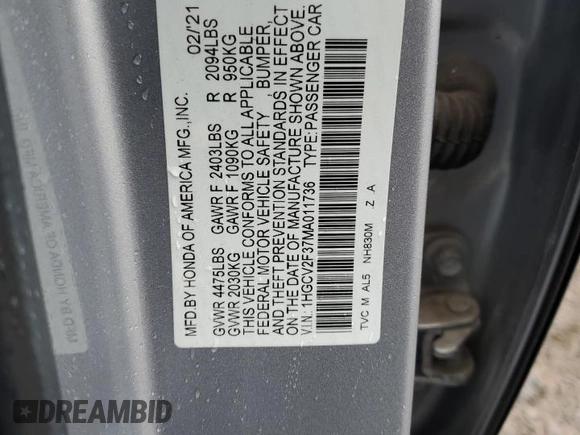 MFD.BY HONDA OF AMERICA MFG.,INC. 02/'21
GVWR 4475LBS GAWR F 2403LBS R 2094LBS
GVWR 2030KG GAWR F 1090KG R 950KG
THIS VEHICLE CONFORMS TO ALL APPLICABLE
FEDERAL MOTOR VEHICLE SAFETY , BUMPER,
AND THEFT PREVENTION STANDARDS IN EFFECT
ON THE DATE OF MANUFACTURE SHOWN ABOVE.
V.I.N.: 1HGCV2F37MA011736 TYPE:PASSENGER CAR
TVC M AL5 NH830M Z A
DREAMBID